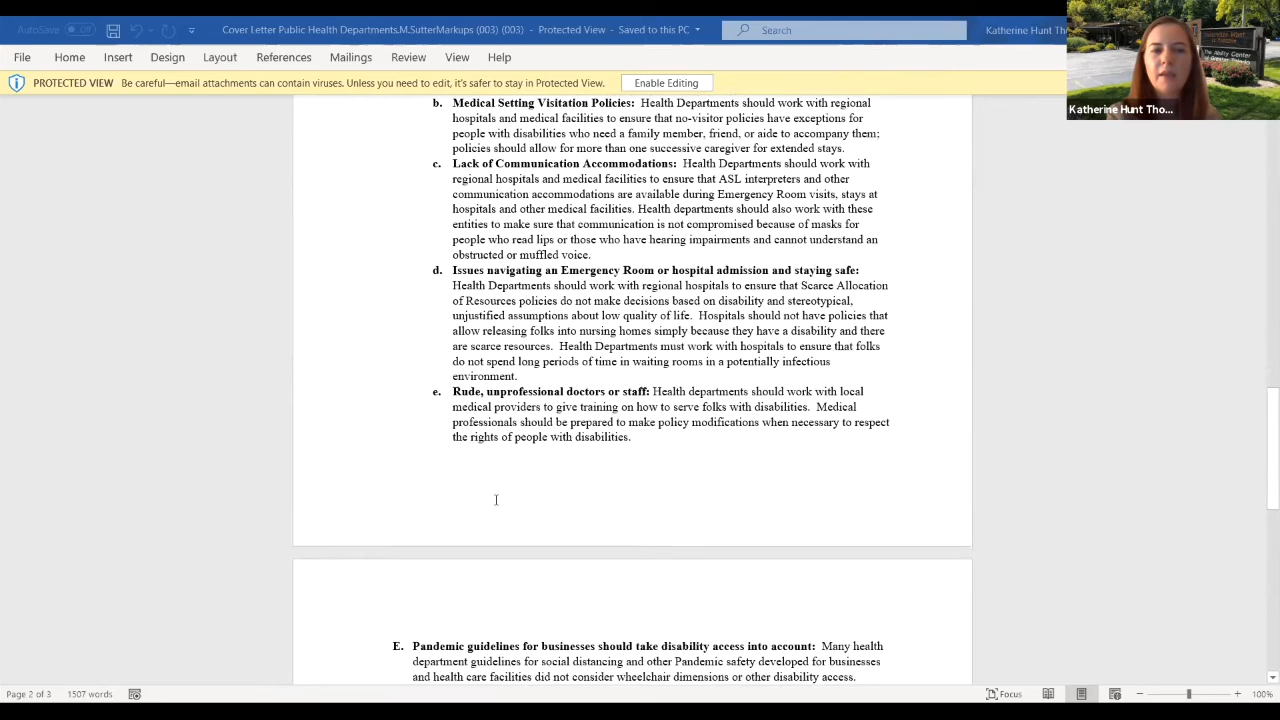 AutoSave Off
Cover Letter Public Health Departments.M.SutterMarkups (003) (003) - Protected View - Saved to this PC
Search
Katherine Hunt Th
File Home Insert Design Layout References Mailings Review View Help
PROTECTED VIEW Be careful—email attachments can contain viruses. Unless you need to edit, it's safer to stay in Protected View. Enable Editing
The Ability Center
Katherine Hunt Tho...
b. Medical Setting Visitation Policies: Health Departments should work with regional
hospitals and medical facilities to ensure that no-visitor policies have exceptions for
people with disabilities who need a family member, friend, or aide to accompany them;
policies should allow for more than one successive caregiver for extended stays.
c. Lack of Communication Accommodations: Health Departments should work with
regional hospitals and medical facilities to ensure that ASL interpreters and other
communication accommodations are available during Emergency Room visits, stays at
hospitals and other medical facilities. Health departments should also work with these
entities to make sure that communication is not compromised because of masks for
people who read lips or those who have hearing impairments and cannot understand an
obstructed or muffled voice.
d. Issues navigating an Emergency Room or hospital admission and staying safe:
Health Departments should work with regional hospitals to ensure that Scarce Allocation
of Resources policies do not make decisions based on disability and stereotypical,
unjustified assumptions about low quality of life. Hospitals should not have policies that
allow releasing folks into nursing homes simply because they have a disability and there
are scarce resources. Health Departments must work with hospitals to ensure that folks
do not spend long periods of time in waiting rooms in a potentially infectious
environment.
e. Rude, unprofessional doctors or staff: Health departments should work with local
medical providers to give training on how to serve folks with disabilities. Medical
professionals should be prepared to make policy modifications when necessary to respect
the rights of people with disabilities.
E. Pandemic guidelines for businesses should take disability access into account: Many health
department guidelines for social distancing and other Pandemic safety developed for businesses
and health care facilities did not consider wheelchair dimensions or other disability access.
Page 2 of 3 1507 words
Focus
100%